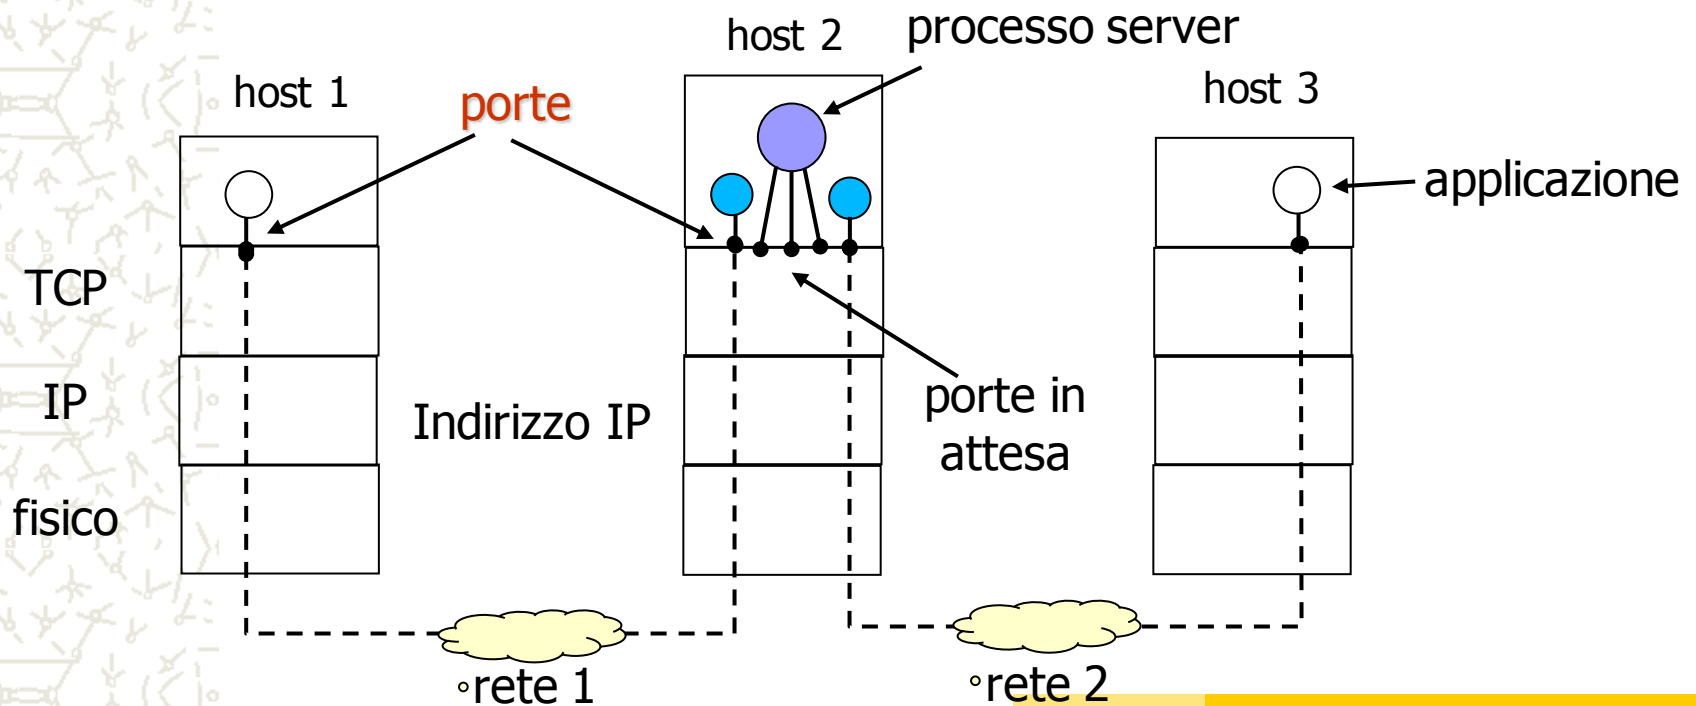 processo server
host 2
host 1
porte
host 3
applicazione
TCP
IP
Indirizzo IP
porte in
attesa
fisico
rete 1
rete 2